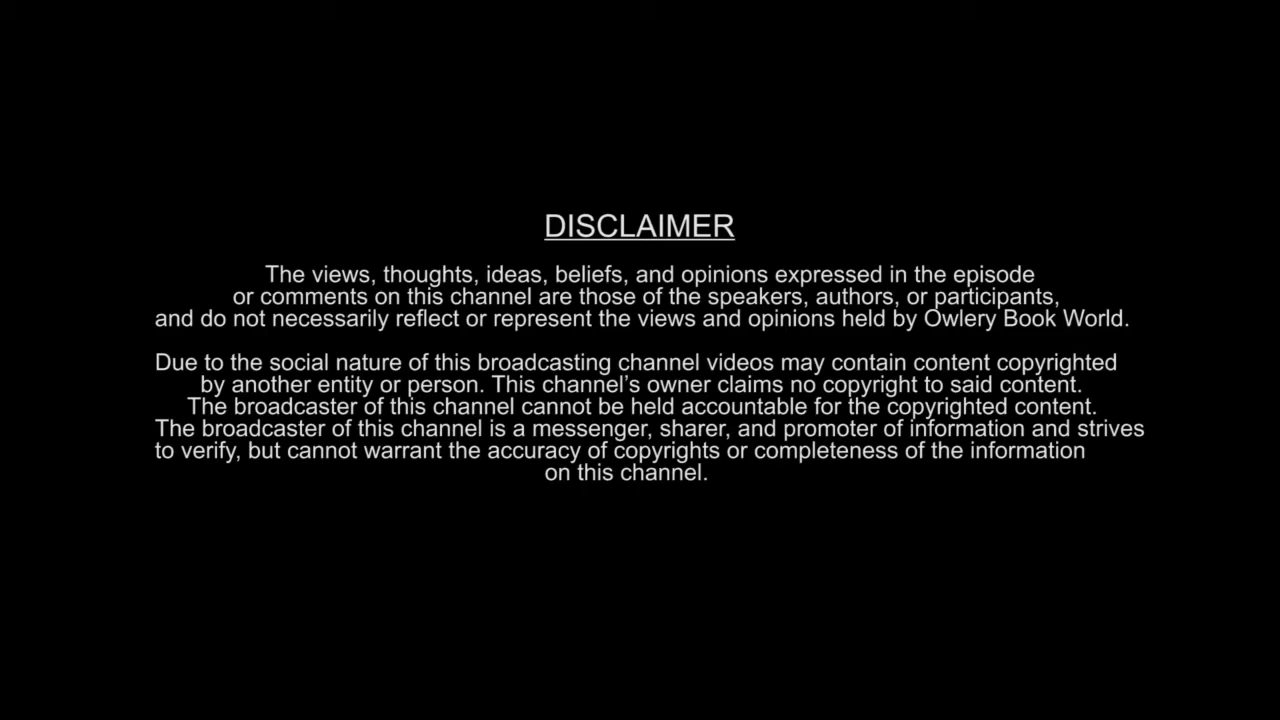 DISCLAIMER
The views, thoughts, ideas, beliefs, and opinions expressed in the episode
or comments on this channel are those of the speakers, authors, or participants,
and do not necessarily reflect or represent the views and opinions held by Owlery Book World.
Due to the social nature of this broadcasting channel videos may contain content copyrighted
by another entity or person. This channel's owner claims no copyright to said content.
The broadcaster of this channel cannot be held accountable for the copyrighted content.
The broadcaster of this channel is a messenger, sharer, and promoter of information and strives
to verify, but cannot warrant the accuracy of copyrights or completeness of the information
on this channel.